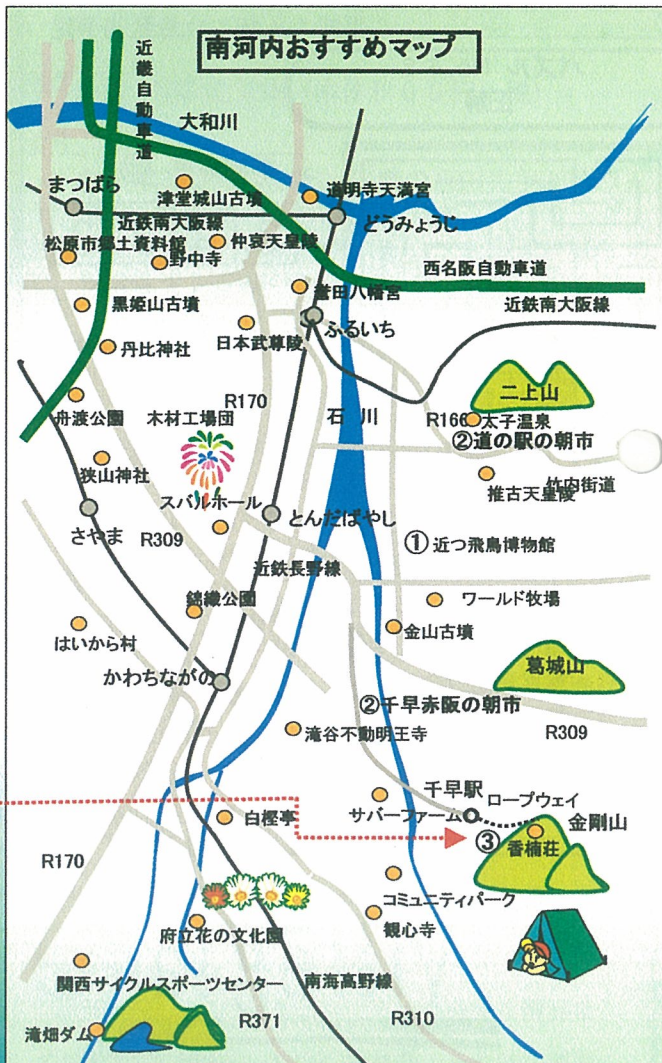 南河内おすすめマップ
近畿自動車道
大和川
まつばら
津堂城山古墳
道明寺天満宮
近鉄南大阪線
どうみょうじ
松原市郷土資料館
仲哀天皇陵
野中寺
西名阪自動車道
誉田八幡宮
黒姫山古墳
近鉄南大阪線
ふるいち
日本武尊陵
丹比神社
二上山
R170
石川
舟渡公園
木材工場団
R166
太子温泉
②道の駅の朝市
狭山神社
竹内街道
推古天皇陵
スバルホール
とんだばやし
さやま
R309
①近つ飛鳥博物館
近鉄長野線
錦織公園
ワールド牧場
はいから村
金山古墳
葛城山
かわちながの
②千早赤阪の朝市
滝谷不動明王寺
R309
千早駅
ロープウェイ
サバーファーム
金剛山
白樫亭
③
香楠荘
R170
コミュニティパーク
府立花の文化園
観心寺
関西サイクルスポーツセンター
南海高野線
滝畑ダム
R371
R310